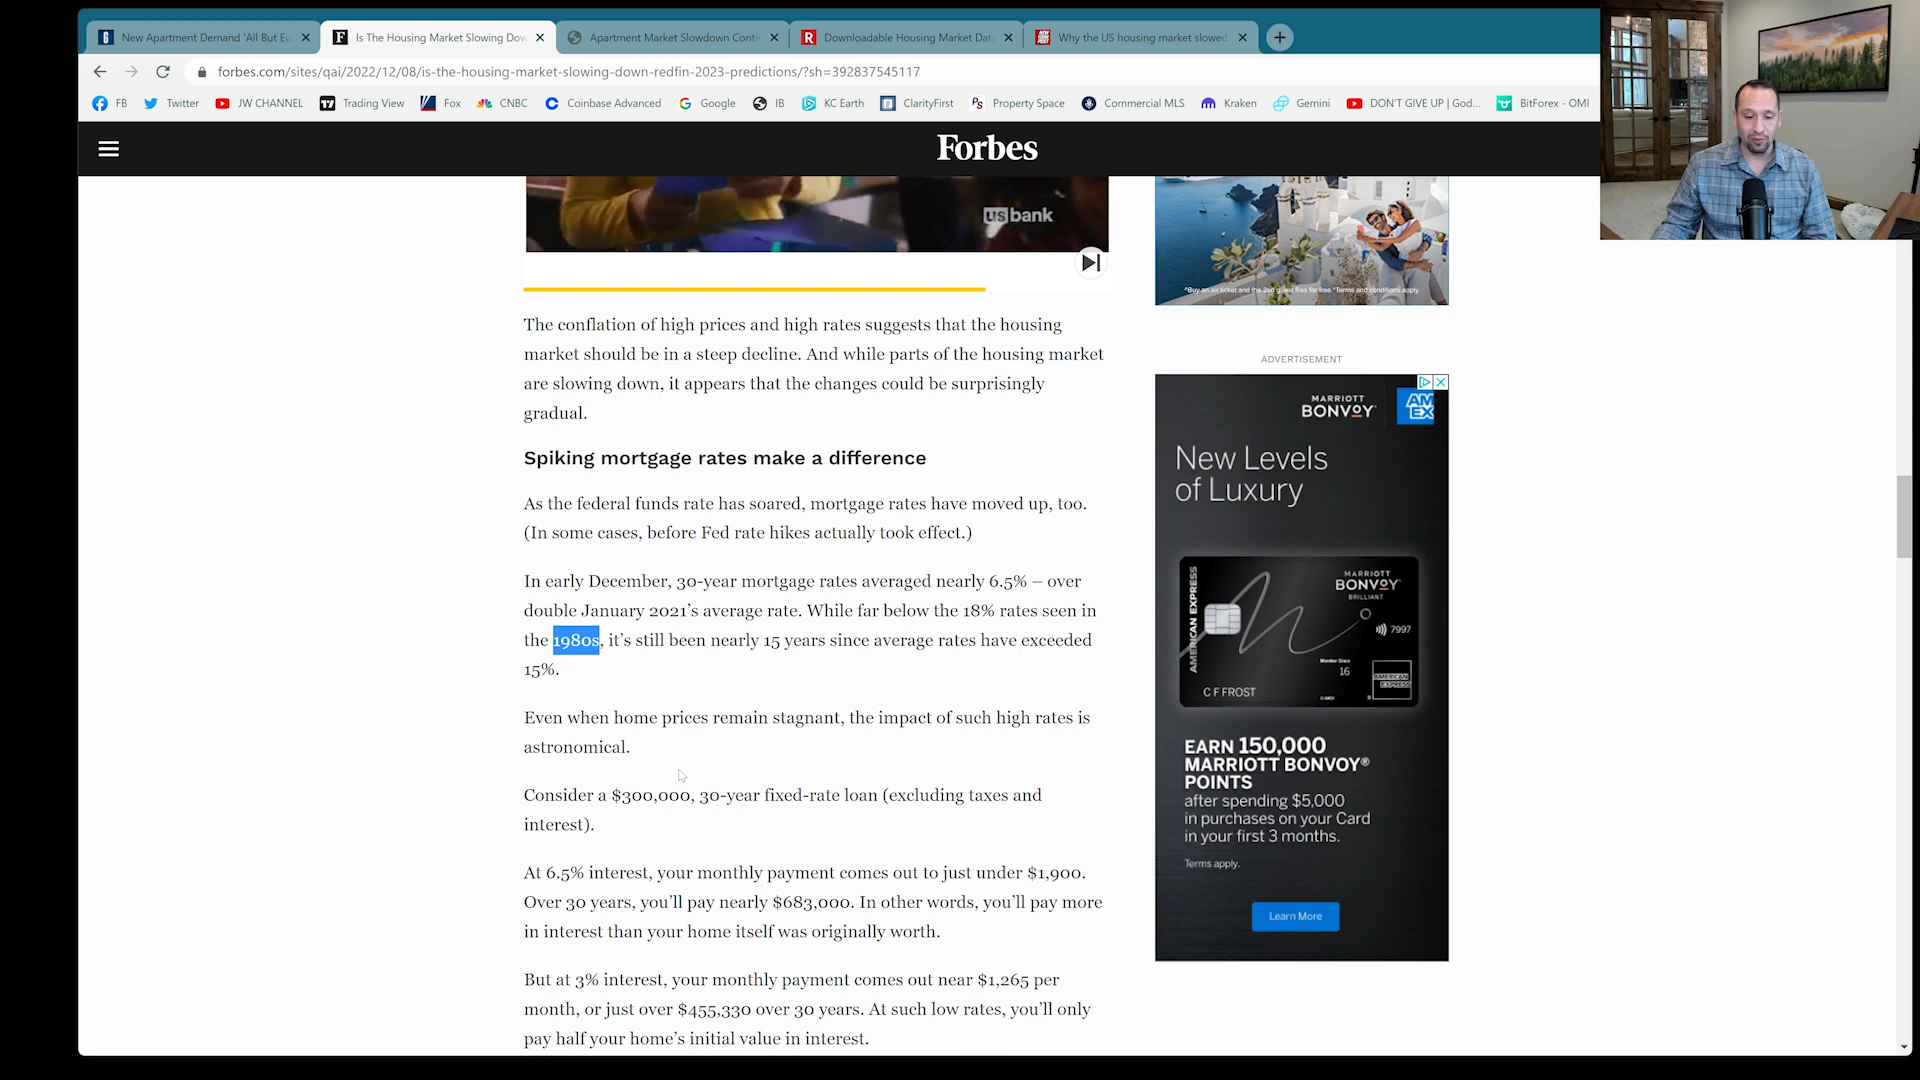 New Apartment Demand 'All But Ev
Is The Housing Market Slowing Dow
Apartment Market Slowdown Conti
Downloadable Housing Market Dat
Why the US housing market slowed
forbes.com/sites/qai/2022/12/08/is-the-housing-market-slowing-down-redfin-2023-predictions/?sh=392837545117
FB
Twitter
JW CHANNEL
Trading View
Fox
CNBC
Coinbase Advanced
Google
IB
KC Earth
ClarityFirst
Property Space
Commercial MLS
Kraken
Gemini
DON'T GIVE UP | God...
BitForex - OMI
Forbes
us bank
^Buy an air ticket and the 2nd guest flies for free. *Terms and conditions apply.
The conflation of high prices and high rates suggests that the housing
market should be in a steep decline. And while parts of the housing market
are slowing down, it appears that the changes could be surprisingly
gradual.
Spiking mortgage rates make a difference
As the federal funds rate has soared, mortgage rates have moved up, too.
(In some cases, before Fed rate hikes actually took effect.)
In early December, 30-year mortgage rates averaged nearly 6.5% – over
double January 2021's average rate. While far below the 18% rates seen in
the 1980s, it's still been nearly 15 years since average rates have exceeded
15%.
Even when home prices remain stagnant, the impact of such high rates is
astronomical.
Consider a $300,000, 30-year fixed-rate loan (excluding taxes and
interest).
At 6.5% interest, your monthly payment comes out to just under $1,900.
Over 30 years, you'll pay nearly $683,000. In other words, you'll pay more
in interest than your home itself was originally worth.
But at 3% interest, your monthly payment comes out near $1,265 per
month, or just over $455,330 over 30 years. At such low rates, you'll only
pay half your home's initial value in interest.
ADVERTISEMENT
MARRIOTT
BONVOY
AM
EX
New Levels
of Luxury
AMERICAN EXPRESS
MARRIOTT
BONVOY
BRILLIANT
7997
Member Since
16
AMERICAN
EXPRESS
C F FROST
EARN 150,000
MARRIOTT BONVOY®
POINTS
after spending $5,000
in purchases on your Card
in your first 3 months.
Terms apply.
Learn More